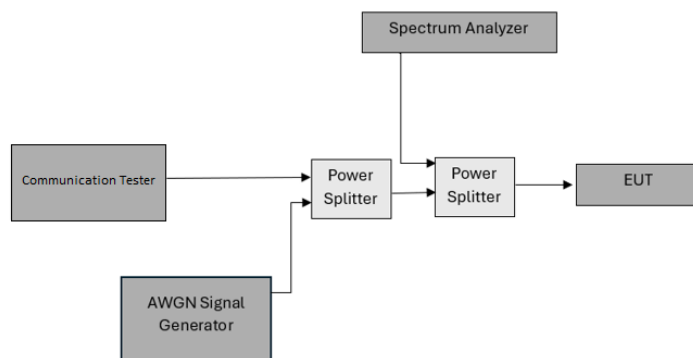 Spectrum Analyzer
Communication Tester
Power
Splitter
Power
Splitter
EUT
AWGN Signal
Generator